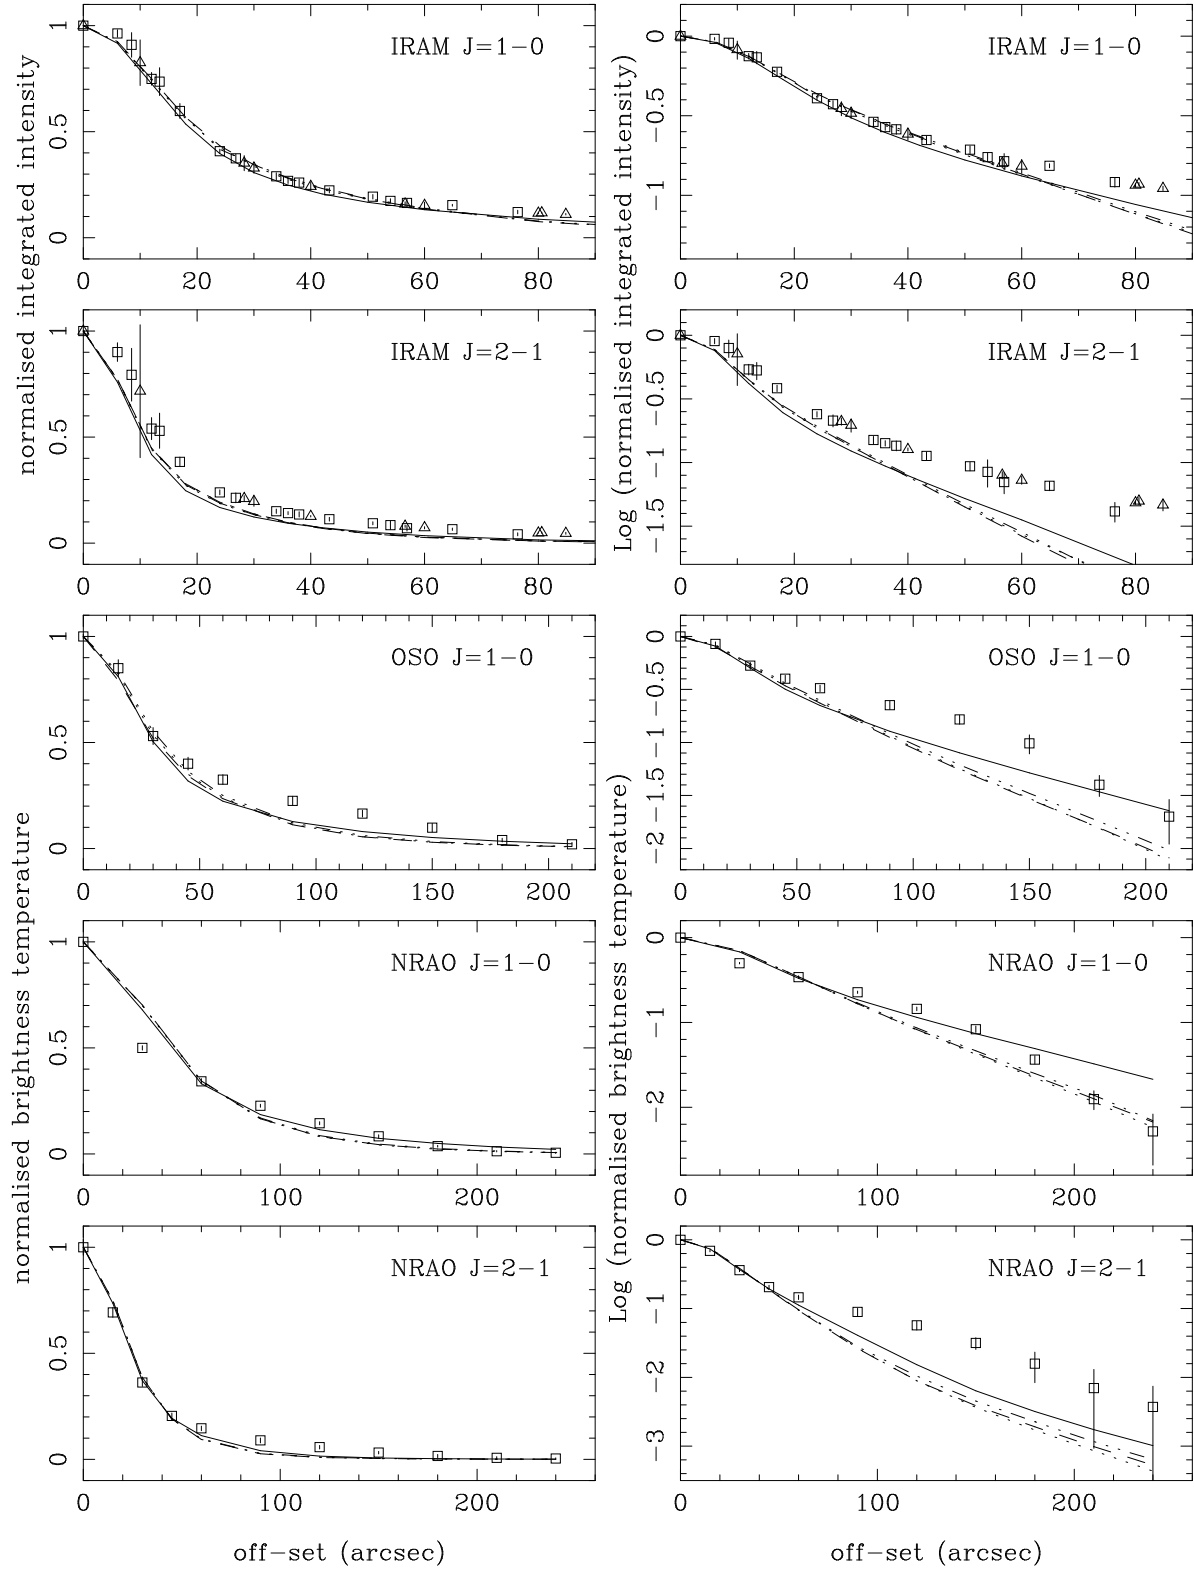 normalised integrated intensity
1
0.5
0
IRAM J=1−0
0 20 40 60 80
Log (normalised integrated intensity)
0
−0.5
−1
IRAM J=1−0
0 20 40 60 80
1
0.5
0
IRAM J=2−1
0 20 40 60 80
0
−0.5
−1
−1.5
IRAM J=2−1
0 20 40 60 80
normalised brightness temperature
1
0.5
0
OSO J=1−0
0 50 100 150 200
Log (normalised brightness temperature)
0
−0.5
−1
−1.5
−2
OSO J=1−0
0 50 100 150 200
1
0.5
0
NRAO J=1−0
0 100 200
0
−1
−2
NRAO J=1−0
0 100 200
1
0.5
0
NRAO J=2−1
0 100 200
off−set (arcsec)
0
−1
−2
−3
NRAO J=2−1
0 100 200
off−set (arcsec)